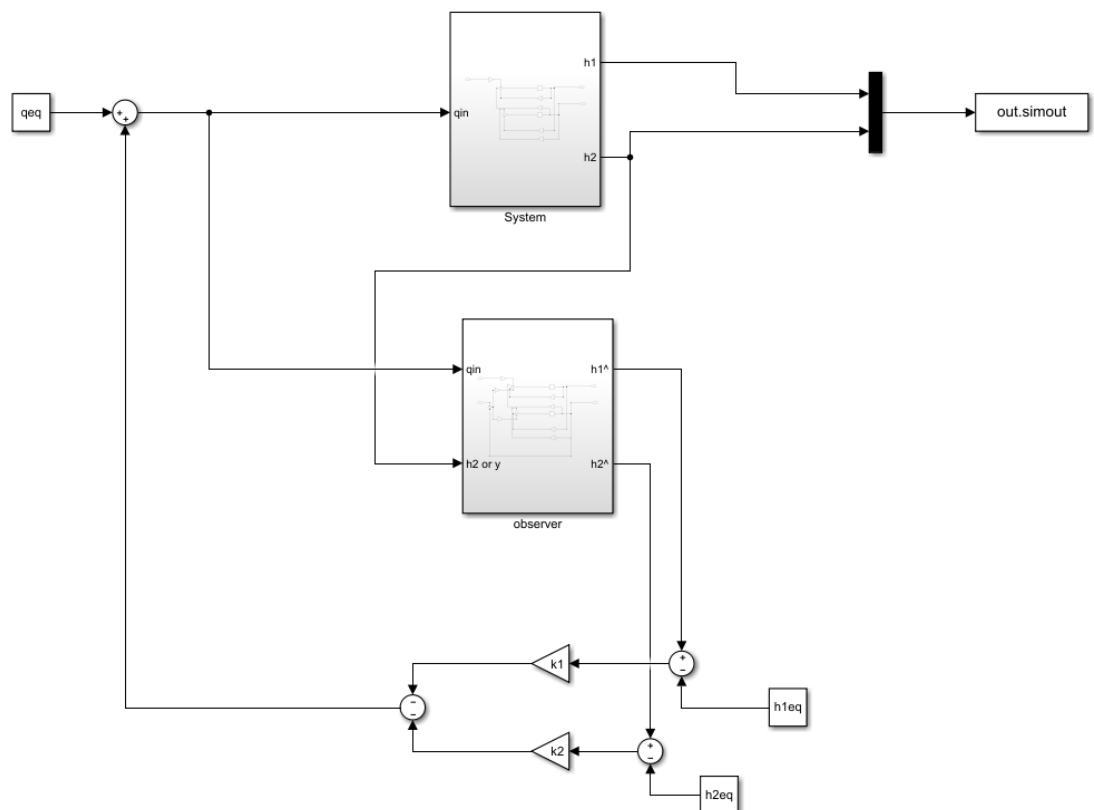 h1
qeq
+
+
qin
out.simout
h2
System
qin
h1^
h2 or y
h2^
observer
k1
+
−
−
−
h1eq
k2
+
−
h2eq